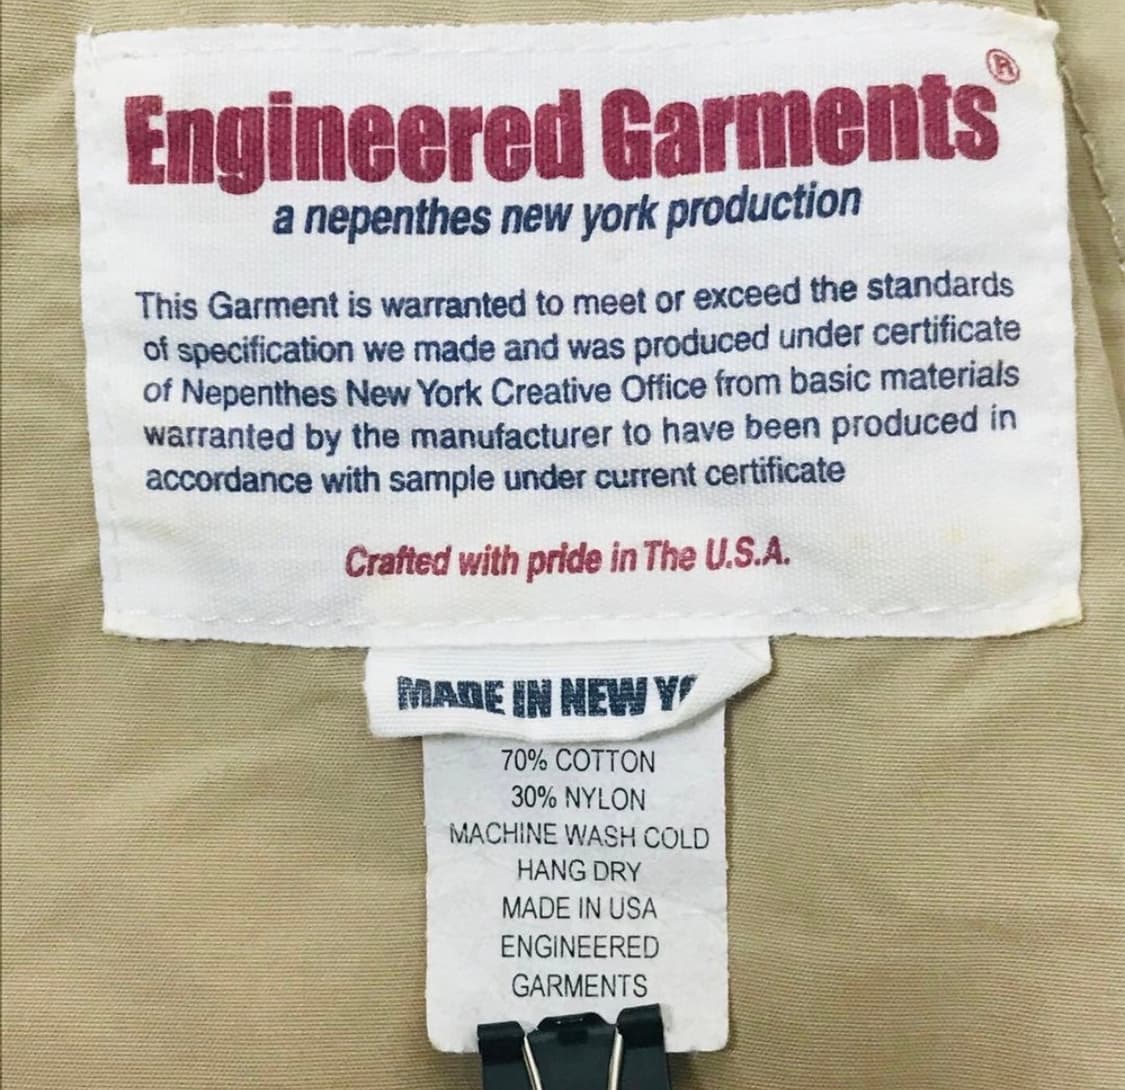 Engineered Garments®
a nepenthes new york production
This Garment is warranted to meet or exceed the standards
of specification we made and was produced under certificate
of Nepenthes New York Creative Office from basic materials
warranted by the manufacturer to have been produced in
accordance with sample under current certificate
Crafted with pride in The U.S.A.
MADE IN NEW
70% COTTON
30% NYLON
MACHINE WASH COLD
HANG DRY
MADE IN USA
ENGINEERED
GARMENTS